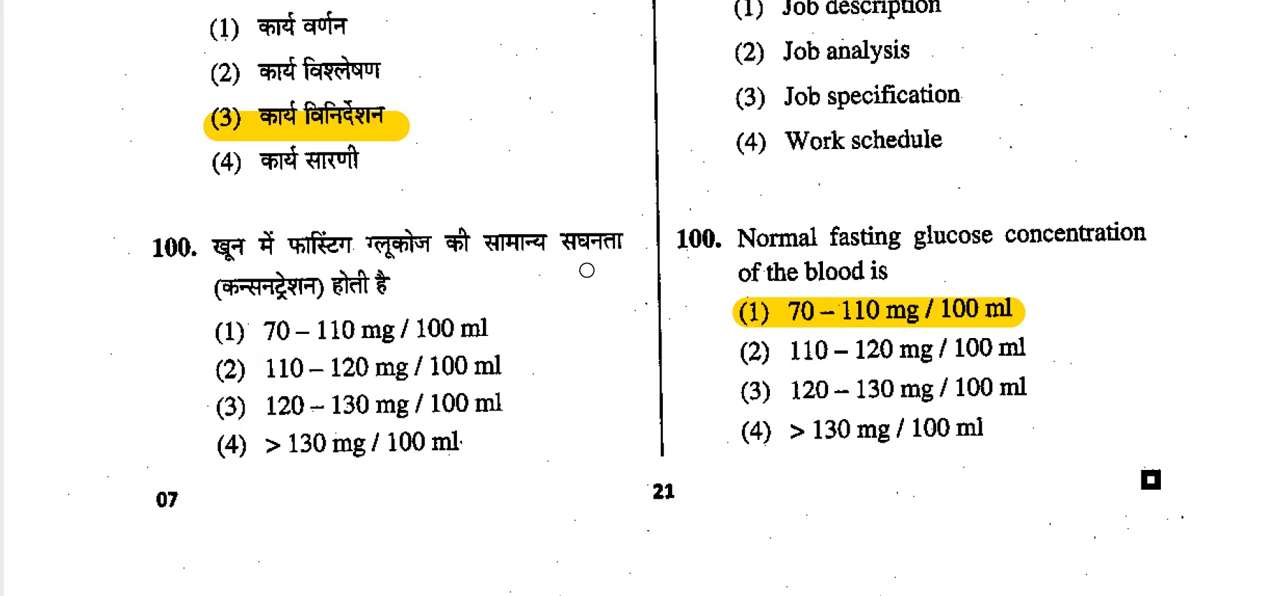 (1) कार्य वर्णन
(2) कार्य विश्लेषण
(3) कार्य विनिर्देशन
(4) कार्य सारणी
100. खून में फास्टिंग ग्लूकोज की सामान्य सघनता
(कन्सनट्रेशन) होती है
(1) 70 – 110 mg / 100 ml
(2) 110 – 120 mg / 100 ml
(3) 120 – 130 mg / 100 ml
(4) > 130 mg / 100 ml
07
(1) Job description
(2) Job analysis
(3) Job specification
(4) Work schedule
100. Normal fasting glucose concentration
of the blood is
(1) 70 – 110 mg / 100 ml
(2) 110 – 120 mg / 100 ml
(3) 120 – 130 mg / 100 ml
(4) > 130 mg / 100 ml
21